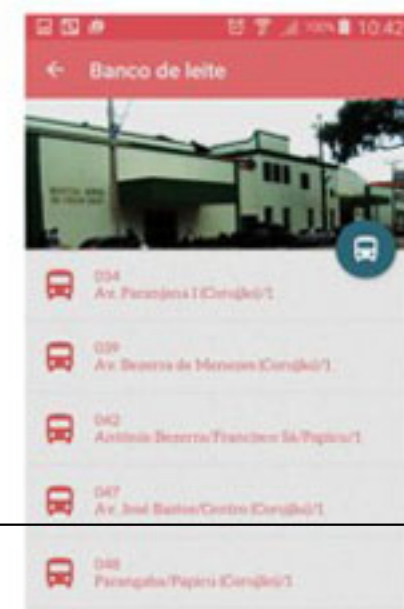 100% 10:42
Banco de leite
034
Av. Paranjana I (Corujão)/1
039
Av. Bezerra de Menezes (Corujão)/1
042
Antônio Bezerra/Francisco Sá/Papicu/1
047
Av. José Bastos/Centro (Corujão)/1
048
Parangaba/Papicu (Corujão)/1